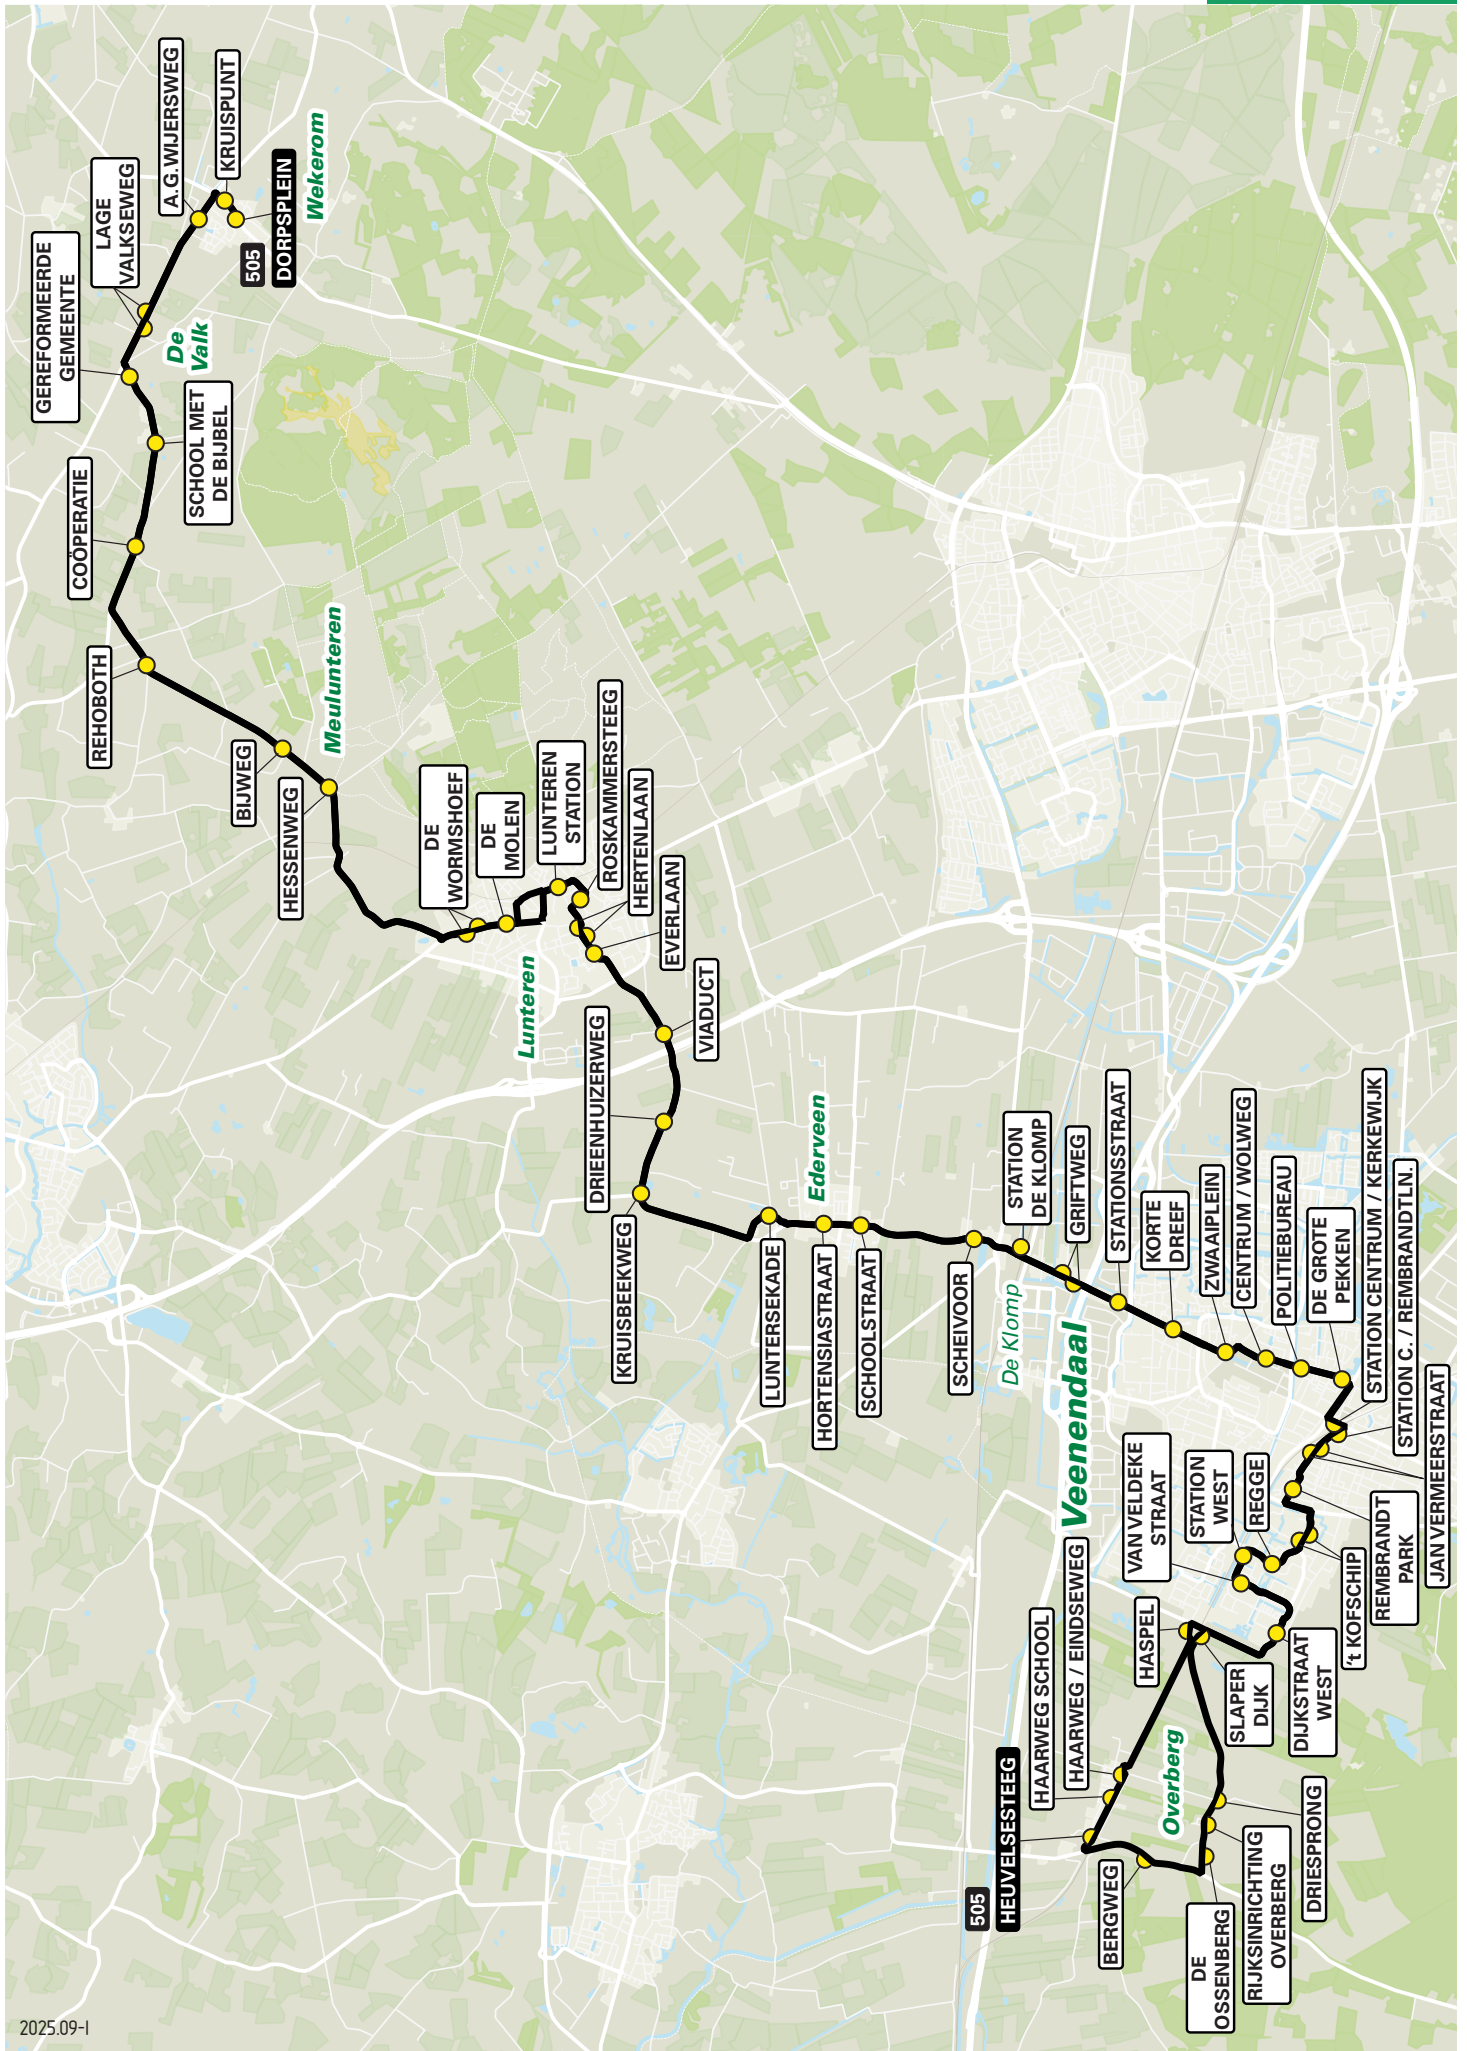 GEREFORMEERDE
GEMEENTE
LAGE
VALKSEWEG
A.G.WIJERSWEG
KRUISPUNT
505
DORPSPLEIN
Wekerom
De
Valk
SCHOOL MET
DE BIJBEL
COÖPERATIE
REHOBOTH
BIJWEG
HESSENWEG
Meulunteren
DE
WORMSHOEF
DE
MOLEN
LUNTEREN
STATION
ROSKAMMERSTEEG
HERTENLAAN
EVERLAAN
VIADUCT
Lunteren
DRIEENHUIZERWEG
KRUISBEEKWEG
LUNTERSEKADE
HORTENSIASTRAAT
SCHOOLSTRAAT
Ederveen
SCHEIVOOR
STATION
DE KLOMP
De Klomp
GRIFTWEG
STATIONSSTRAAT
KORTE
DREEF
ZWAAIPLEIN
CENTRUM / WOLWEG
POLITIEBUREAU
DE GROTE
PEKKEN
STATION CENTRUM / KERKEWIJK
STATION C. / REMBRANDTLN.
JAN VERMEERSTRAAT
REMBRANDT
PARK
't KOFSCHIP
REGGE
STATION
WEST
VAN VELDEKE
STRAAT
Veenendaal
DIJKSTRAAT
WEST
SLAPER
DIJK
HASPEL
HAARWEG / EINDSEWEG
HAARWEG SCHOOL
505
HEUVELSESTEEG
Overberg
BERGWEG
DE
OSSENBERG
RIJKSINRICHTING
OVERBERG
DRIESPRONG
2025.09-I